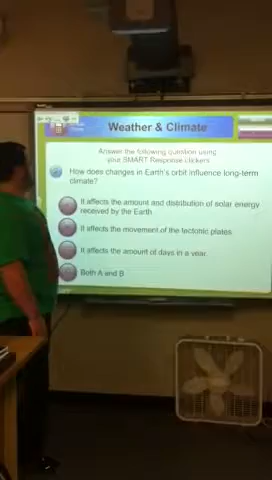 Weather & Climate
Answer the following question using
your SMART Response clickers.
How does changes in Earth's orbit influence long-term
climate?
It affects the amount and distribution of solar energy
received by the Earth
It affects the movement of the tectonic plates.
It affects the amount of days in a year.
Both A and B